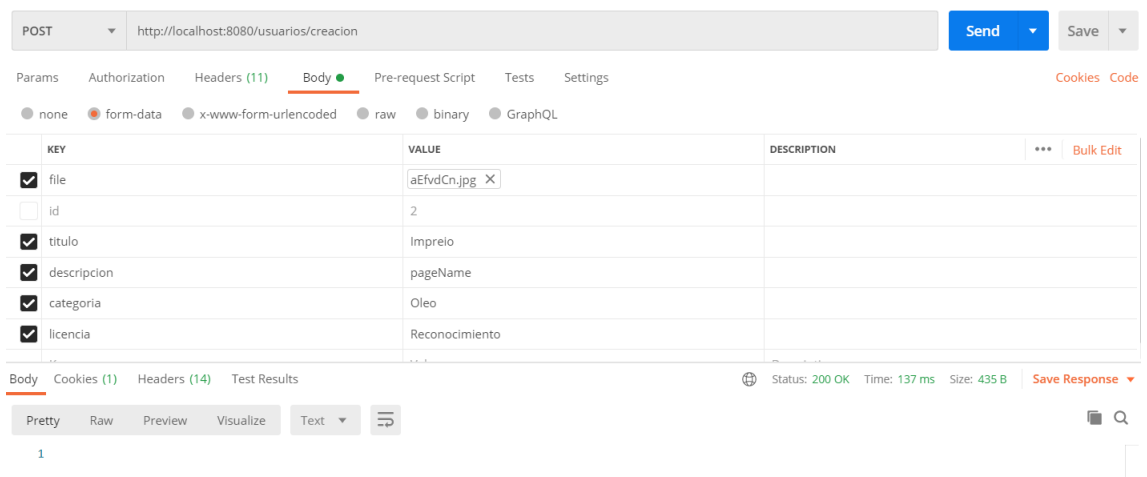 POST http://localhost:8080/usuarios/creacion Send Save
Params Authorization Headers (11) Body Pre-request Script Tests Settings Cookies Code
none form-data x-www-form-urlencoded raw binary GraphQL
KEY VALUE DESCRIPTION ••• Bulk Edit
file aEfvdCn.jpg
id 2
titulo Impreio
descripcion pageName
categoria Oleo
licencia Reconocimiento
Body Cookies (1) Headers (14) Test Results Status: 200 OK Time: 137 ms Size: 435 B Save Response
Pretty Raw Preview Visualize Text
1